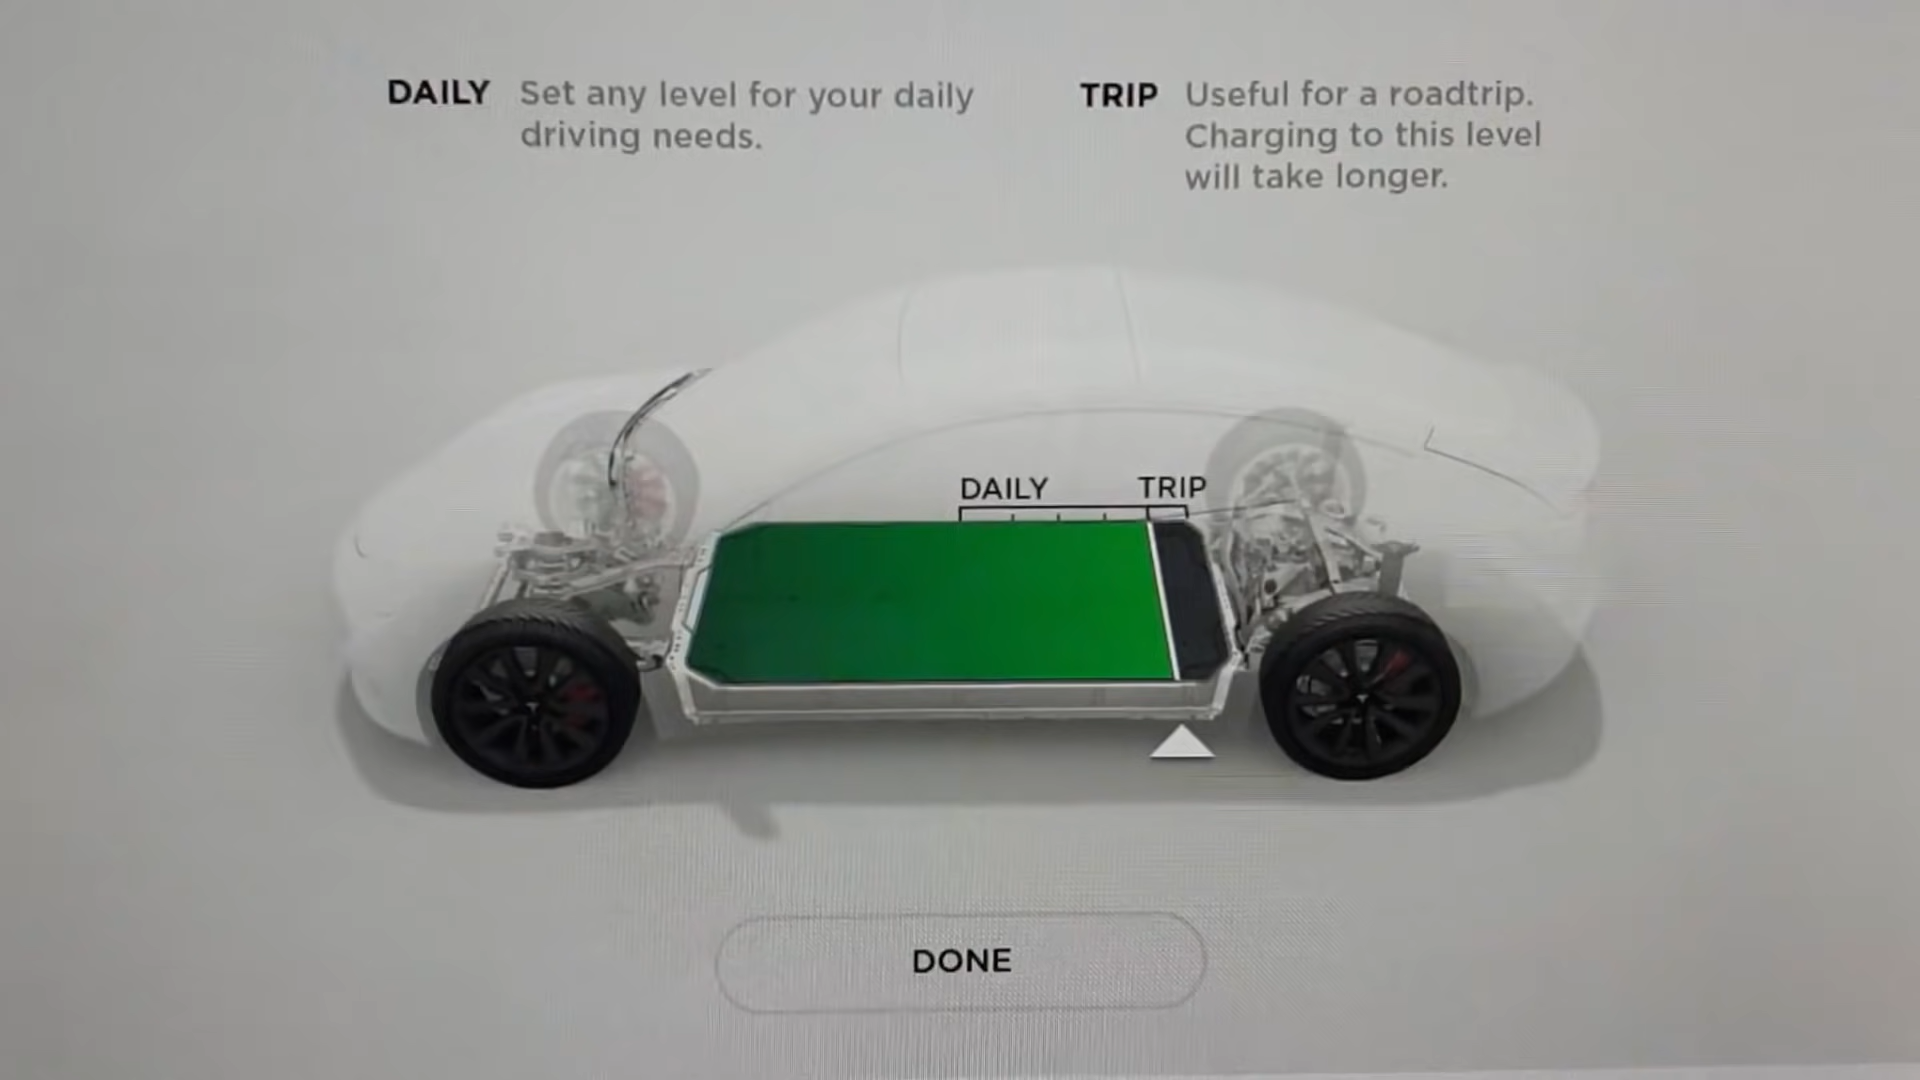 DAILY Set any level for your daily
driving needs.
TRIP Useful for a roadtrip.
Charging to this level
will take longer.
DAILY TRIP
DONE